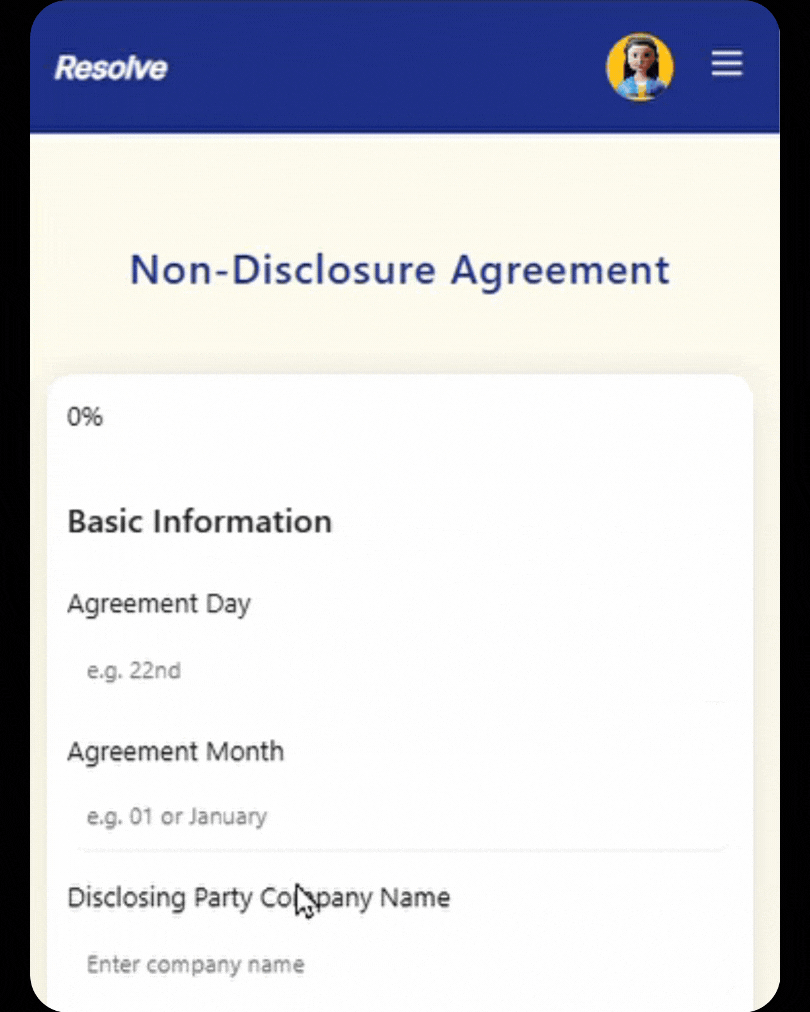 Resolve
Non-Disclosure Agreement
0%
Basic Information
Agreement Day
e.g. 22nd
Agreement Month
e.g. 01 or January
Disclosing Party Company Name
Enter company name